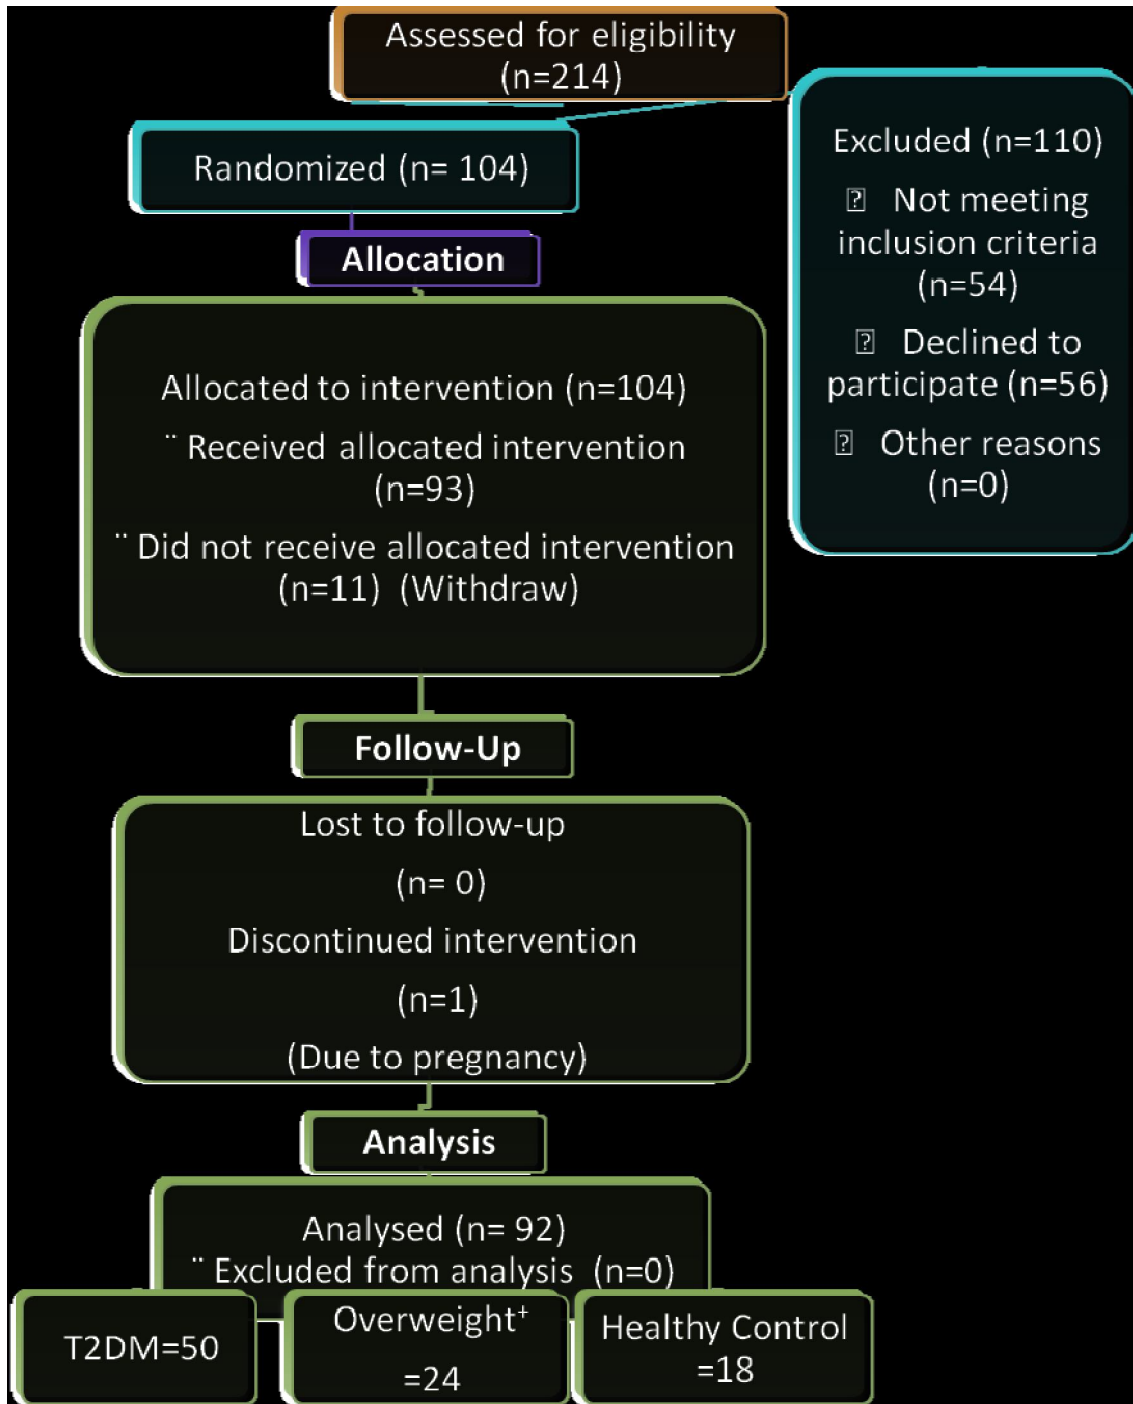 Assessed for eligibility
(n=214)
Randomized (n= 104)
Excluded (n=110)
⍰ Not meeting
inclusion criteria
(n=54)
⍰ Declined to
participate (n=56)
⍰ Other reasons
(n=0)
Allocation
Allocated to intervention (n=104)
¨ Received allocated intervention
(n=93)
¨ Did not receive allocated intervention
(n=11) (Withdraw)
Follow-Up
Lost to follow-up
(n= 0)
Discontinued intervention
(n=1)
(Due to pregnancy)
Analysis
Analysed (n= 92)
¨ Excluded from analysis (n=0)
T2DM=50
Overweight⁺
=24
Healthy Control
=18